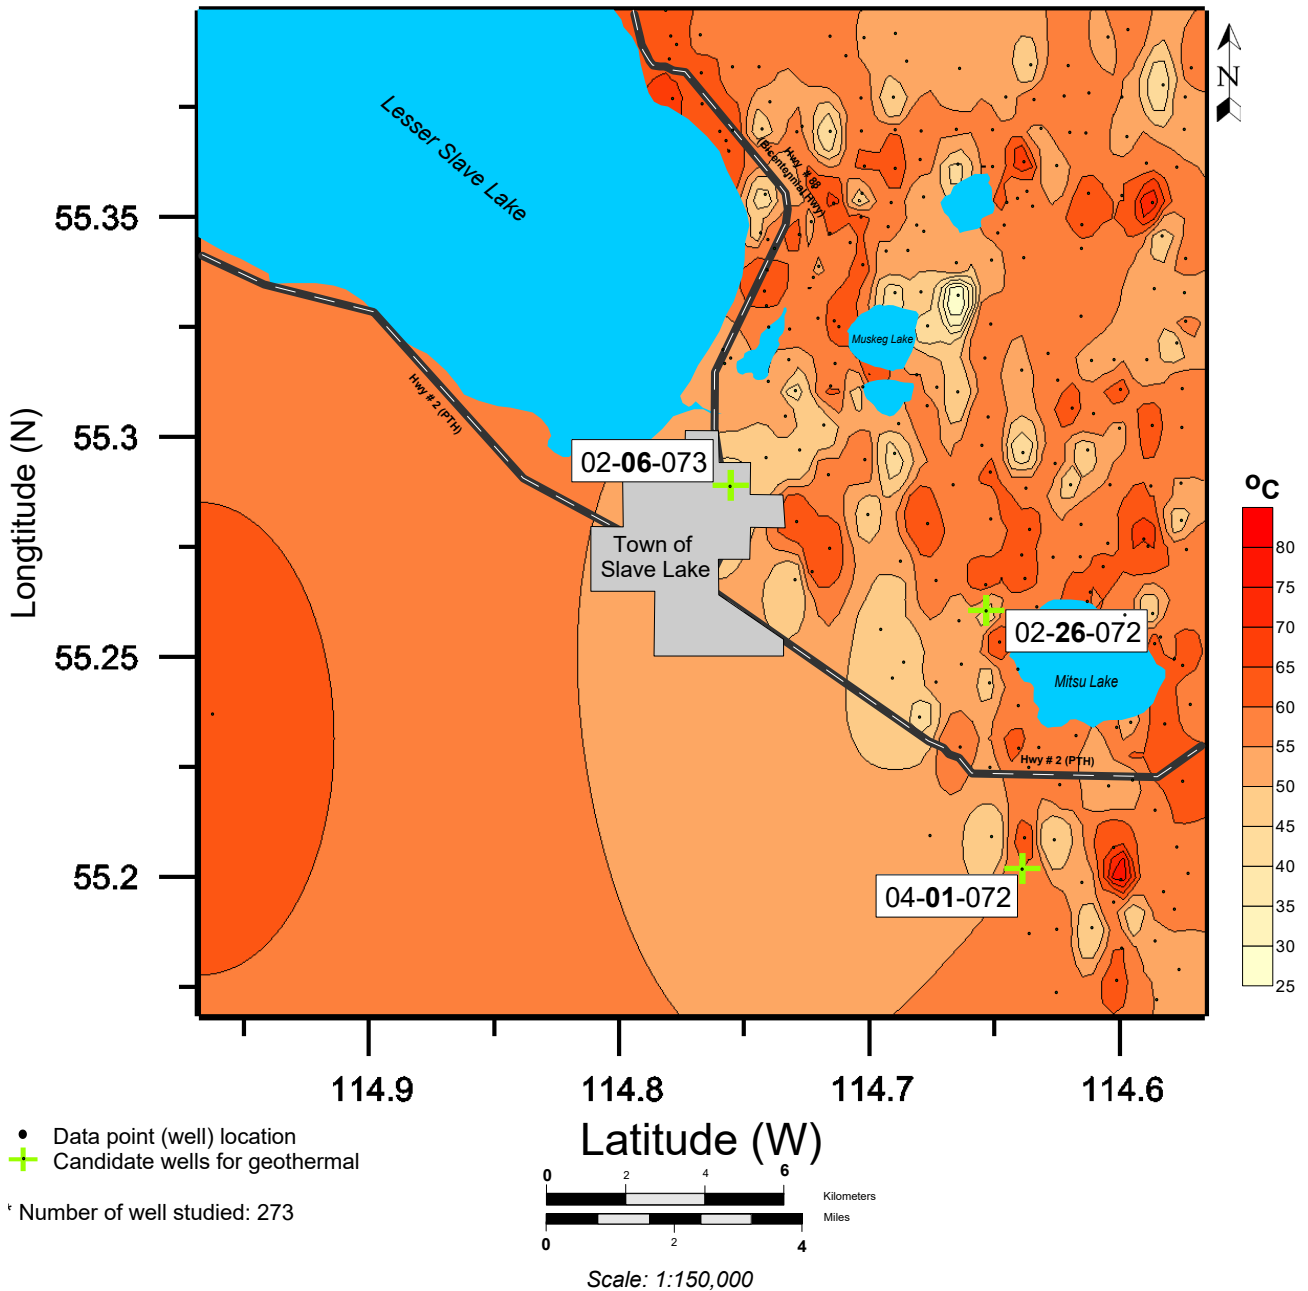 N
Lesser Slave Lake
Hwy # 88
(Bicentennial Hwy)
55.35
Muskeg Lake
Hwy # 2 (PTH)
55.3
Longtitude (N)
02-06-073
Town of
Slave Lake
02-26-072
55.25
Mitsu Lake
Hwy # 2 (PTH)
55.2
04-01-072
oC
80
75
70
65
60
55
50
45
40
35
30
25
114.9
114.8
114.7
114.6
Latitude (W)
Data point (well) location
Candidate wells for geothermal
* Number of well studied: 273
0 2 4 6
Kilometers
Miles
0 2 4
Scale: 1:150,000